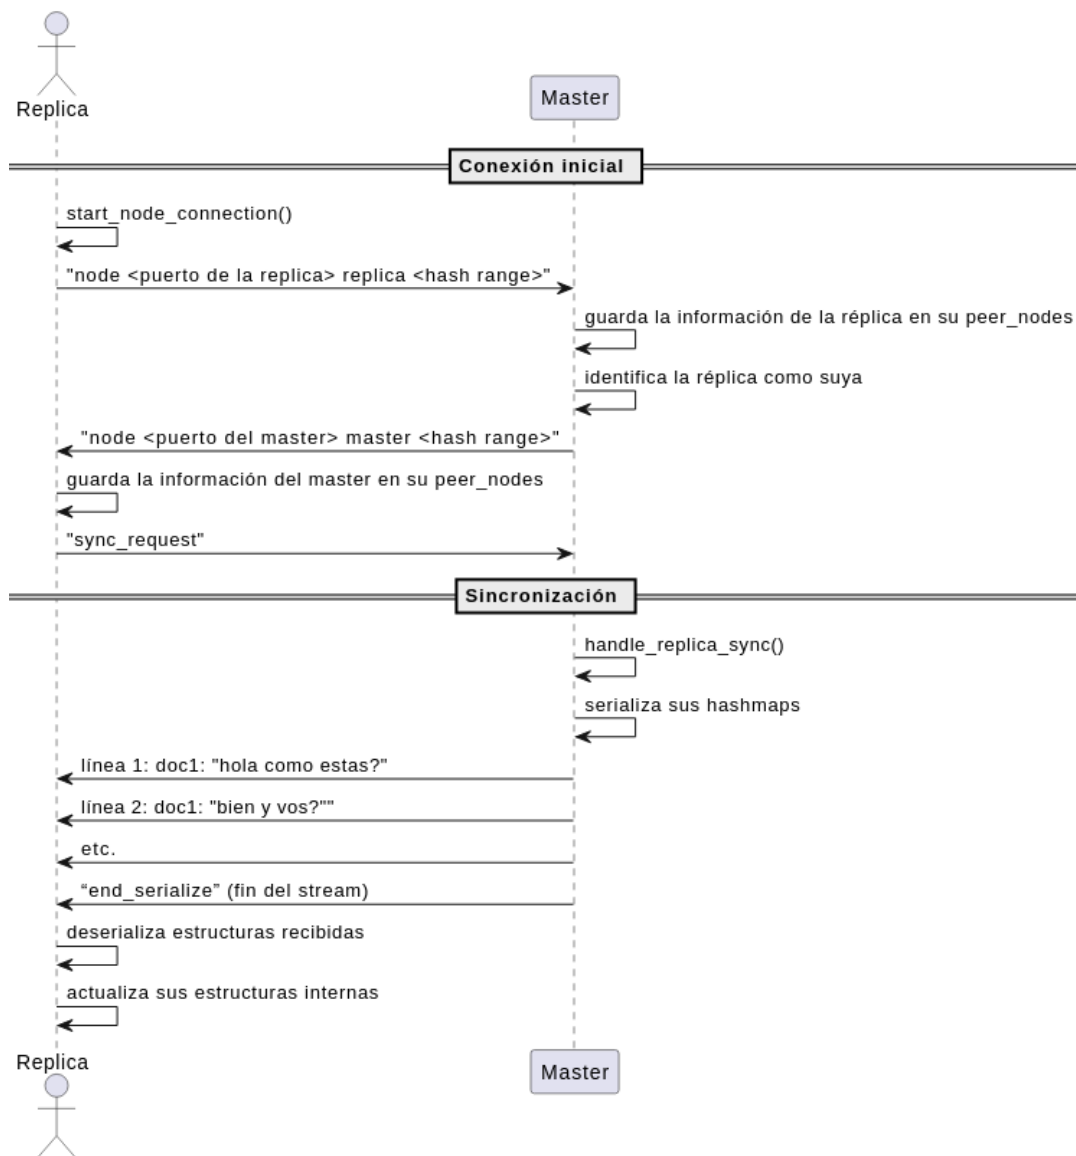 Replica
Master
Conexión inicial
start_node_connection()
"node <puerto de la replica> replica <hash range>"
guarda la información de la réplica en su peer_nodes
identifica la réplica como suya
"node <puerto del master> master <hash range>"
guarda la información del master en su peer_nodes
"sync_request"
Sincronización
handle_replica_sync()
serializa sus hashmaps
línea 1: doc1: "hola como estas?"
línea 2: doc1: "bien y vos?""
etc.
“end_serialize” (fin del stream)
deserializa estructuras recibidas
actualiza sus estructuras internas
Replica
Master